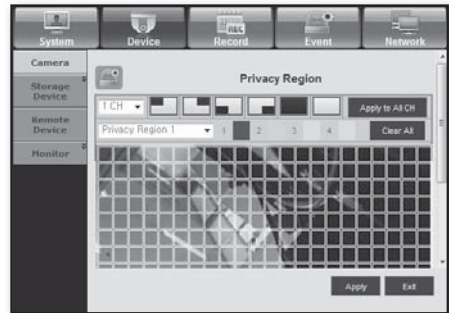 System Device Record Event Network
REC
Camera
Storage
Device
Remote
Device
Monitor
Privacy Region
1 CH
Apply to All CH
Privacy Region 1
1 2 3 4
Clear All
Apply Exit